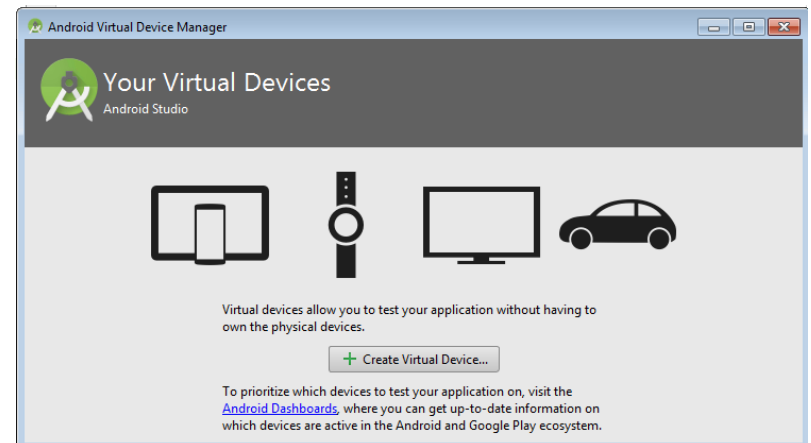 Android Virtual Device Manager
Your Virtual Devices
Android Studio
Virtual devices allow you to test your application without having to
own the physical devices.
Create Virtual Device...
To prioritize which devices to test your application on, visit the
Android Dashboards, where you can get up-to-date information on
which devices are active in the Android and Google Play ecosystem.